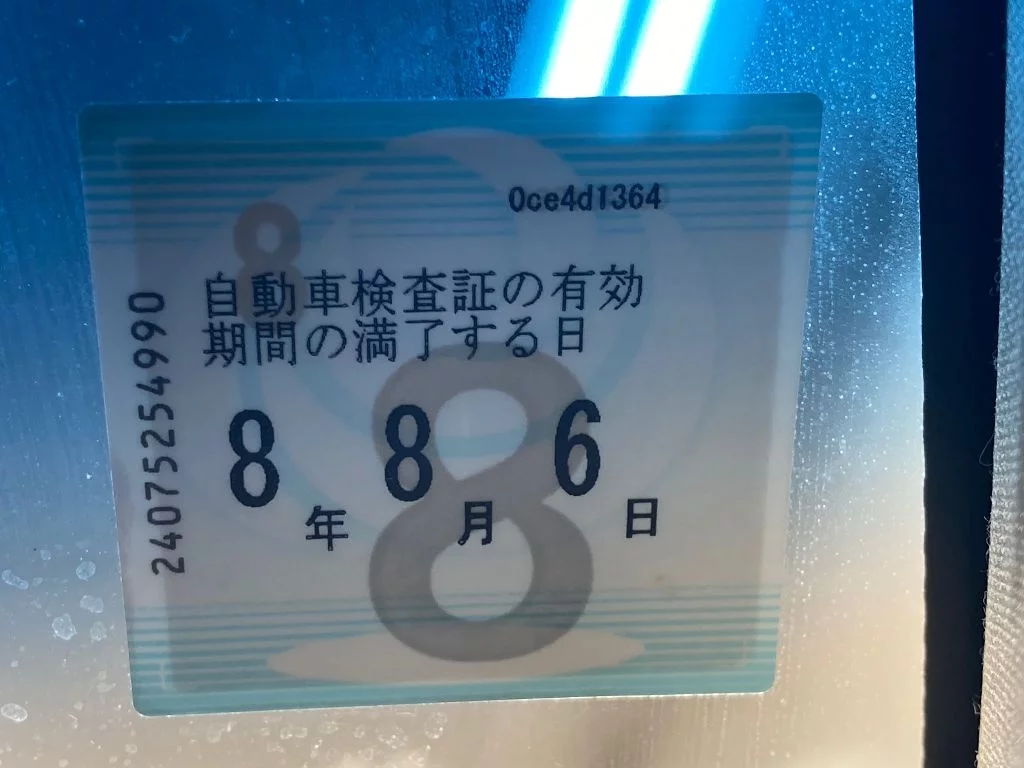 0ce4d1364
8
自動車検査証の有効
期間の満了する日
8年 8月 6日
8
240752254990